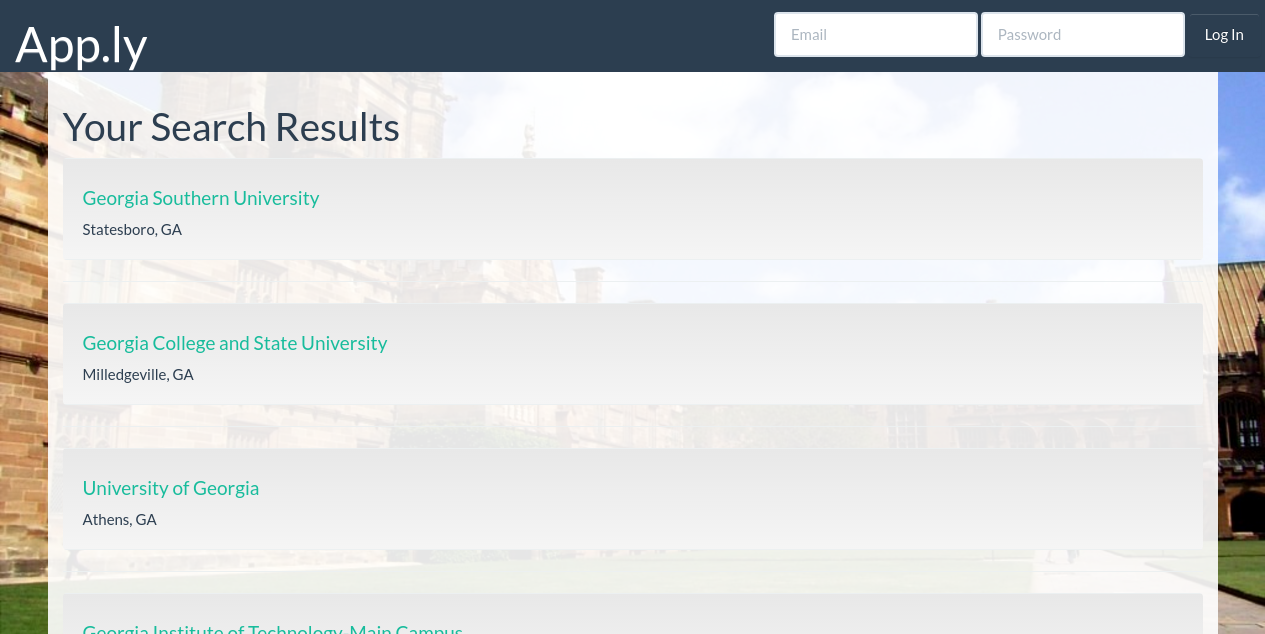 App.ly
Email
Password
Log In
Your Search Results
Georgia Southern University
Statesboro, GA
Georgia College and State University
Milledgeville, GA
University of Georgia
Athens, GA
Georgia Institute of Technology-Main Campus